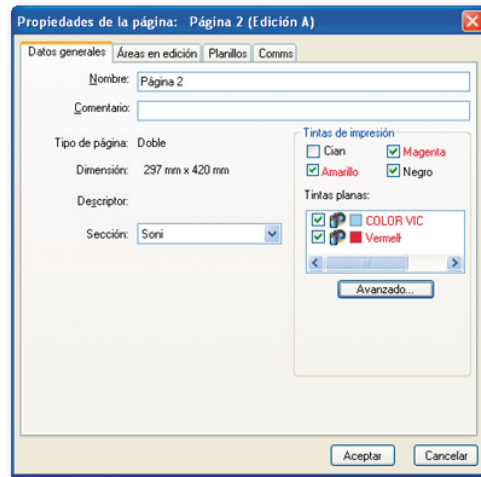 Propiedades de la página: Página 2 (Edición A)
Datos generales Áreas en edición Planillos Comms
Nombre: Página 2
Comentario:
Tipo de página: Doble
Dimensión: 297 mm x 420 mm
Descriptor:
Sección: Soni
Tintas de impresión
Cian Magenta
Amarillo Negro
Tintas planas:
COLOR VIC
Vermell
Avanzado...
Aceptar Cancelar